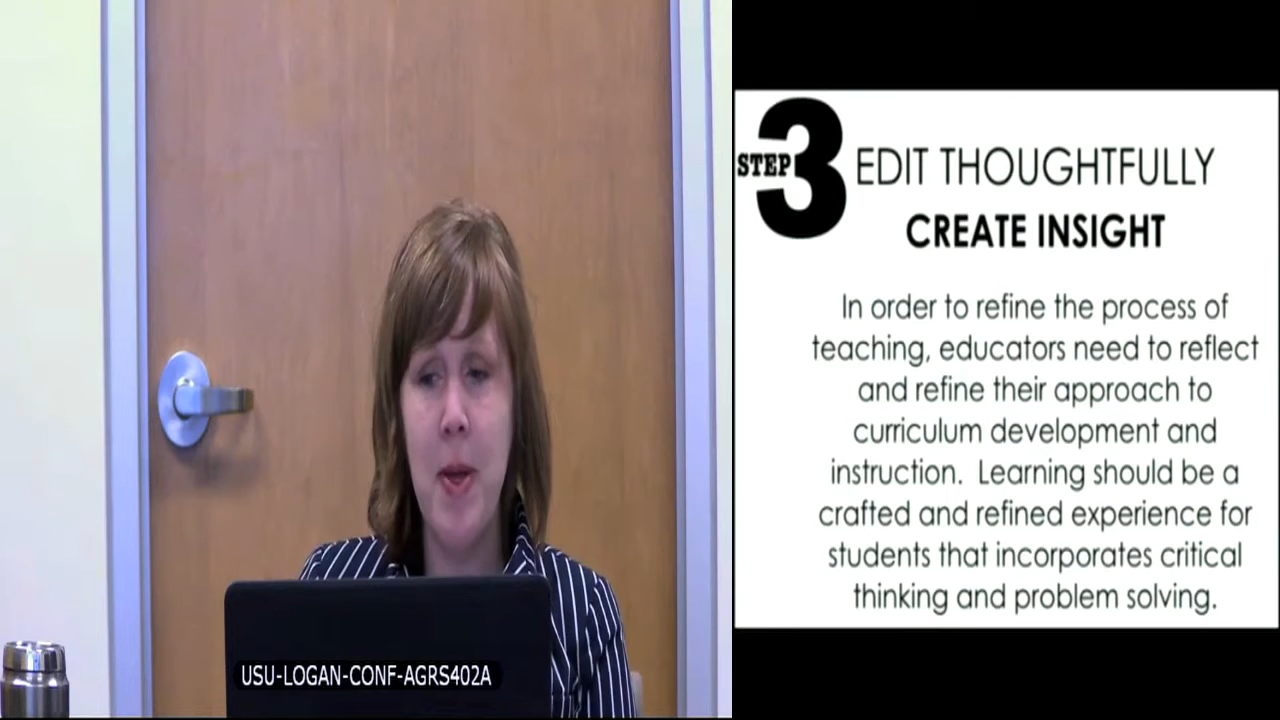 USU-LOGAN-CONF-AGRS402A
STEP 3
EDIT THOUGHTFULLY
CREATE INSIGHT
In order to refine the process of
teaching, educators need to reflect
and refine their approach to
curriculum development and
instruction. Learning should be a
crafted and refined experience for
students that incorporates critical
thinking and problem solving.